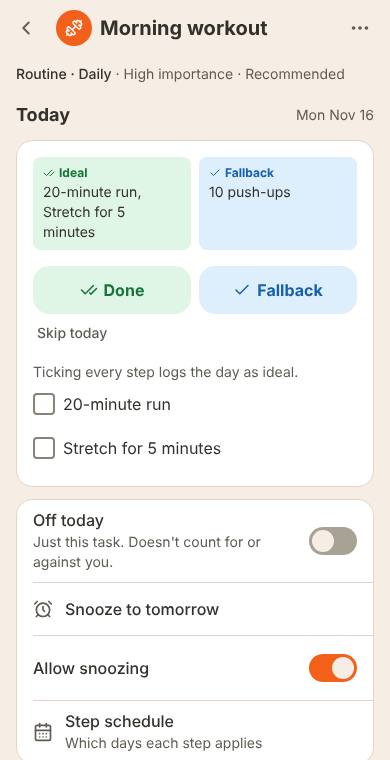 Morning workout
Routine · Daily · High importance · Recommended
Today
Mon Nov 16
Ideal
20-minute run,
Stretch for 5
minutes
Fallback
10 push-ups
Done
Fallback
Skip today
Ticking every step logs the day as ideal.
20-minute run
Stretch for 5 minutes
Off today
Just this task. Doesn't count for or
against you.
Snooze to tomorrow
Allow snoozing
Step schedule
Which days each step applies